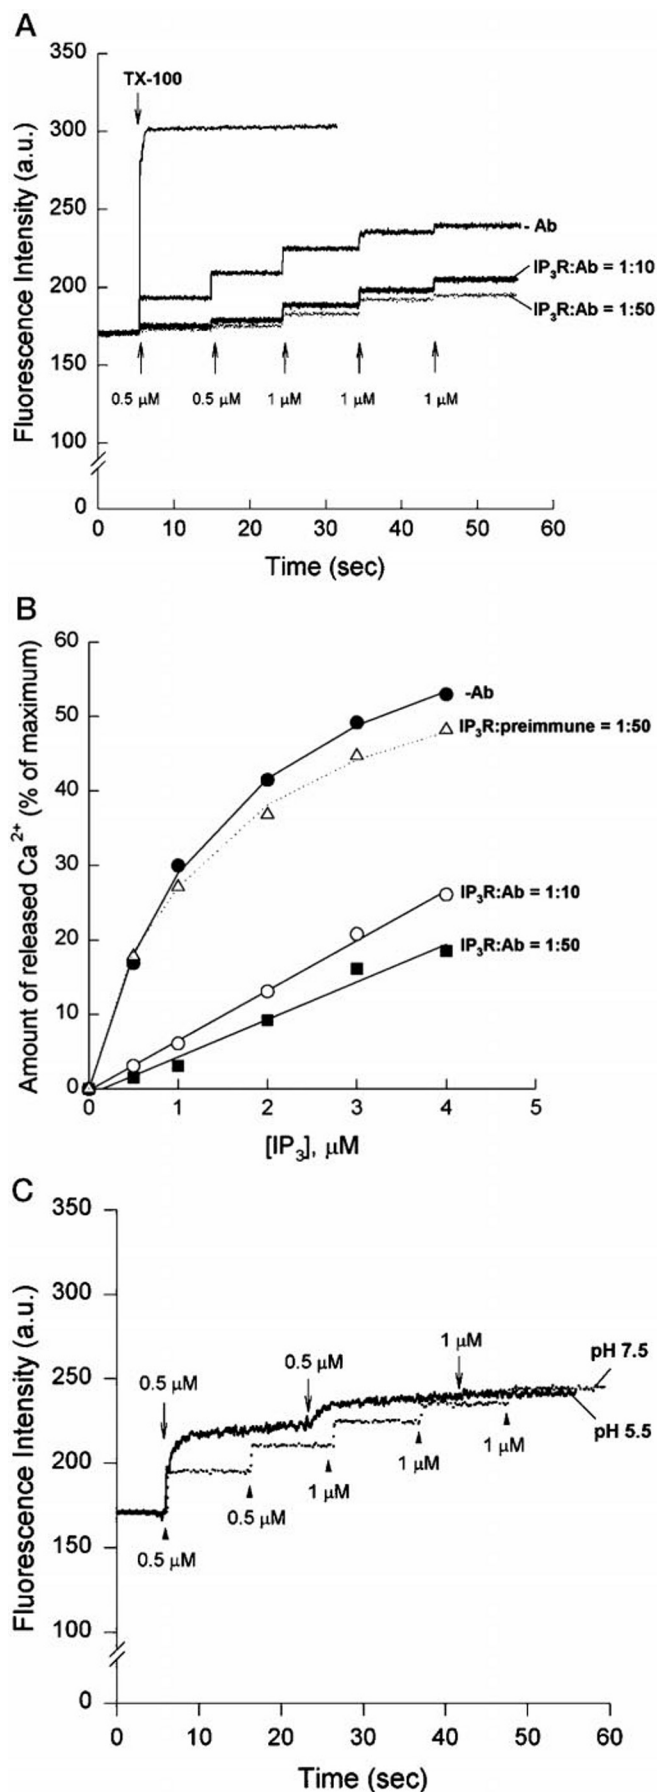 A
350
TX-100
300
250
- Ab
IP₃R:Ab = 1:10
200
IP₃R:Ab = 1:50
150
0.5 µM 0.5 µM 1 µM 1 µM 1 µM
100
0
0 10 20 30 40 50 60
Time (sec)
Fluorescence Intensity (a.u.)
B
60
-Ab
50
IP₃R:preimmune = 1:50
40
30
IP₃R:Ab = 1:10
20
IP₃R:Ab = 1:50
10
0
0 1 2 3 4 5
[IP₃], µM
Amount of released Ca²⁺ (% of maximum)
C
350
300
250
1 µM
0.5 µM
0.5 µM
pH 7.5
pH 5.5
200
1 µM
1 µM
1 µM
0.5 µM
0.5 µM
150
100
0
0 10 20 30 40 50 60
Time (sec)
Fluorescence Intensity (a.u.)